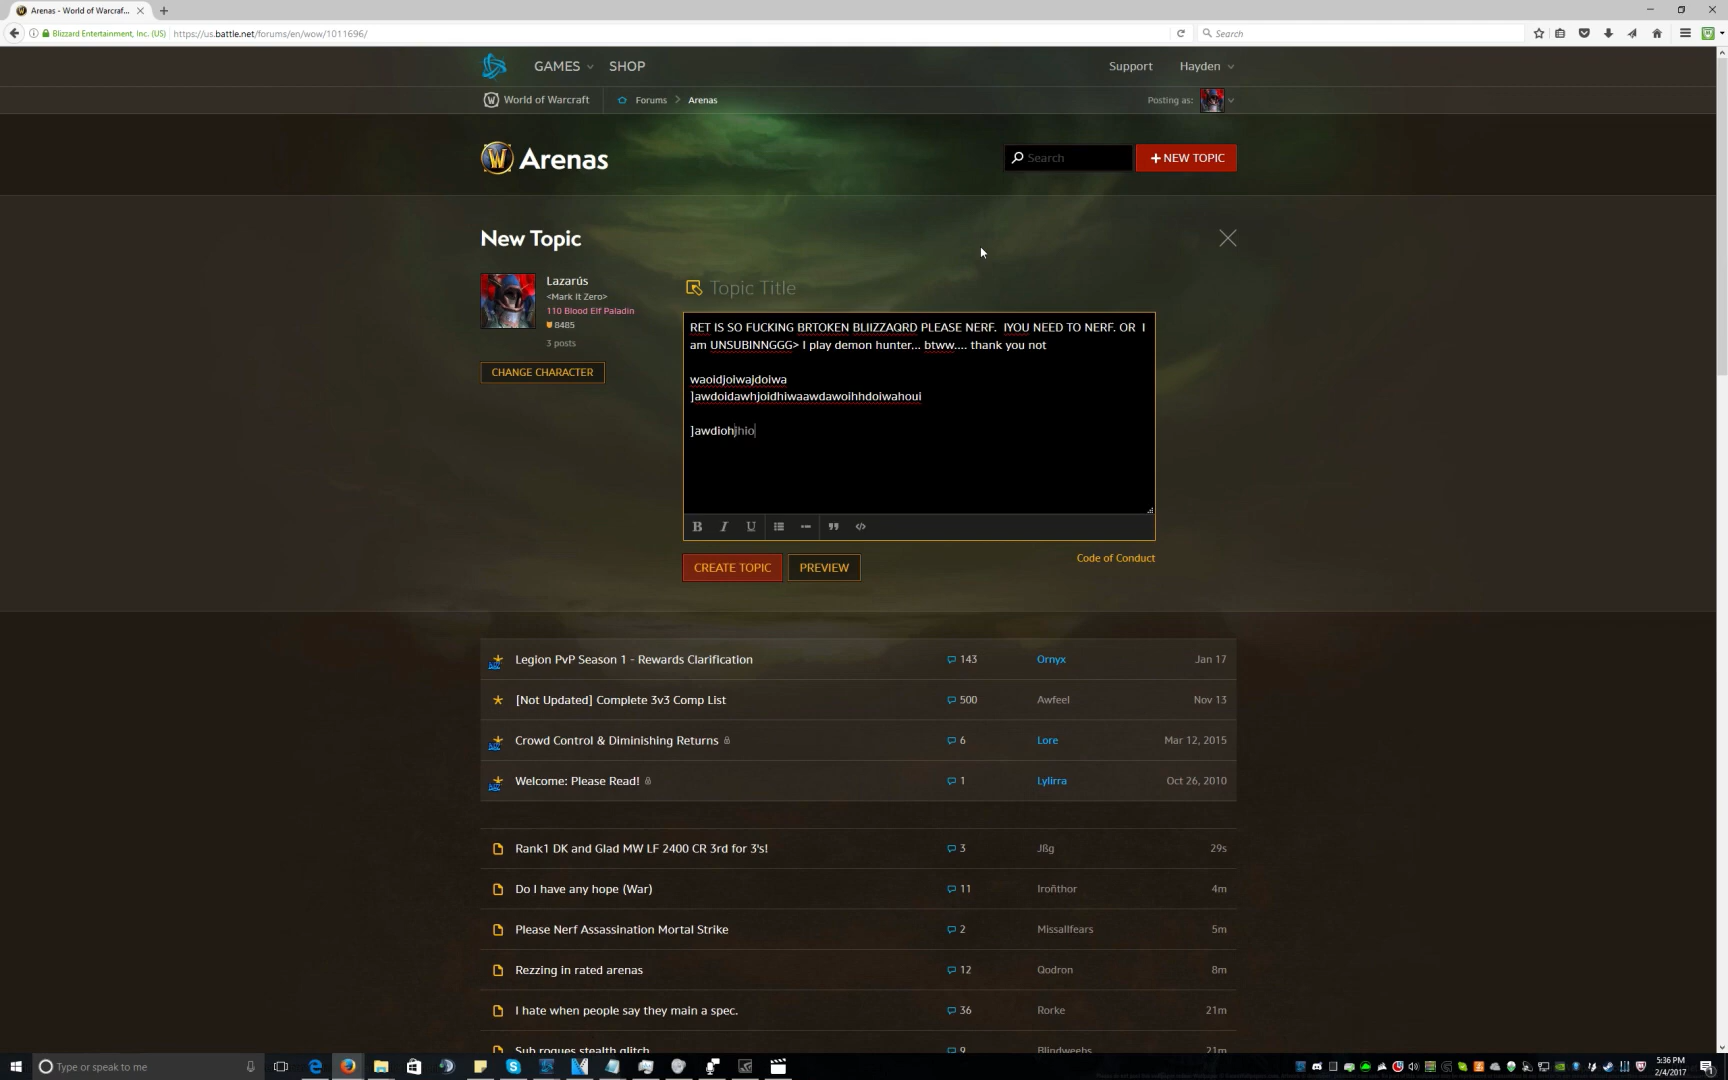 Arenas - World of Warcraf...
Blizzard Entertainment, Inc. (US)
https://us.battle.net/forums/en/wow/1011696/
Search
GAMES
SHOP
Support
Hayden
World of Warcraft
Forums
Arenas
Posting as:
Arenas
Search
NEW TOPIC
New Topic
Lazarús
<Mark It Zero>
110 Blood Elf Paladin
8485
3 posts
CHANGE CHARACTER
Topic Title
RET IS SO FUCKING BRTOKEN BLIIZZAQRD PLEASE NERF. IYOU NEED TO NERF. OR I
am UNSUBINNGGG> I play demon hunter... btww.... thank you not
waoidjoiwajdoiwa
]awdoidawhjoidhiwaawdawoihhdoiwahoui
]awdiohjhio
B I U
CREATE TOPIC
PREVIEW
Code of Conduct
Legion PvP Season 1 - Rewards Clarification 143 Ornyx Jan 17
[Not Updated] Complete 3v3 Comp List 500 Awfeel Nov 13
Crowd Control & Diminishing Returns 6 Lore Mar 12, 2015
Welcome: Please Read! 1 Lylirra Oct 26, 2010
Rank1 DK and Glad MW LF 2400 CR 3rd for 3's! 3 Jßg 29s
Do I have any hope (War) 11 Iroñthor 4m
Please Nerf Assassination Mortal Strike 2 Missallfears 5m
Rezzing in rated arenas 12 Qodron 8m
I hate when people say they main a spec. 36 Rorke 21m
Sub rogues stealth glitch 9 Blindweebs 21m
Type or speak to me
5:36 PM
2/4/2017